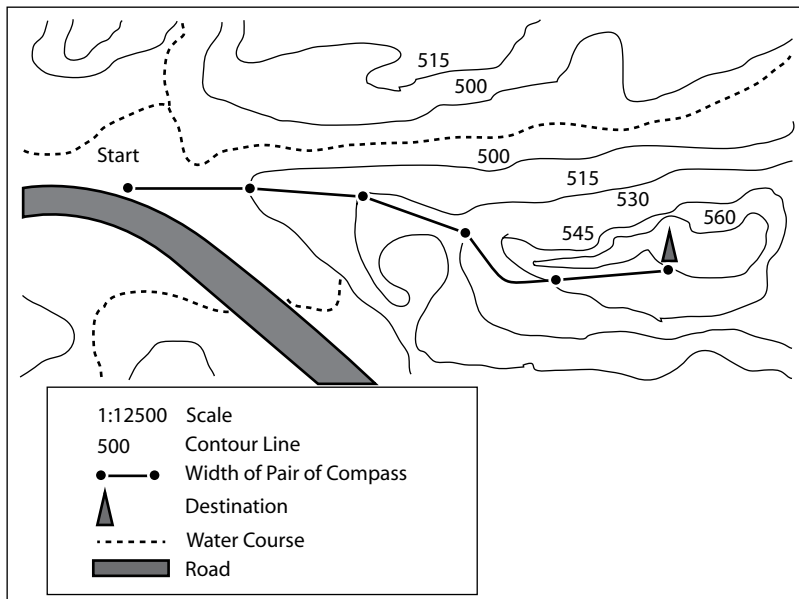 515
500
Start
500
515
530
560
545
1:12500 Scale
500 Contour Line
Width of Pair of Compass
Destination
Water Course
Road